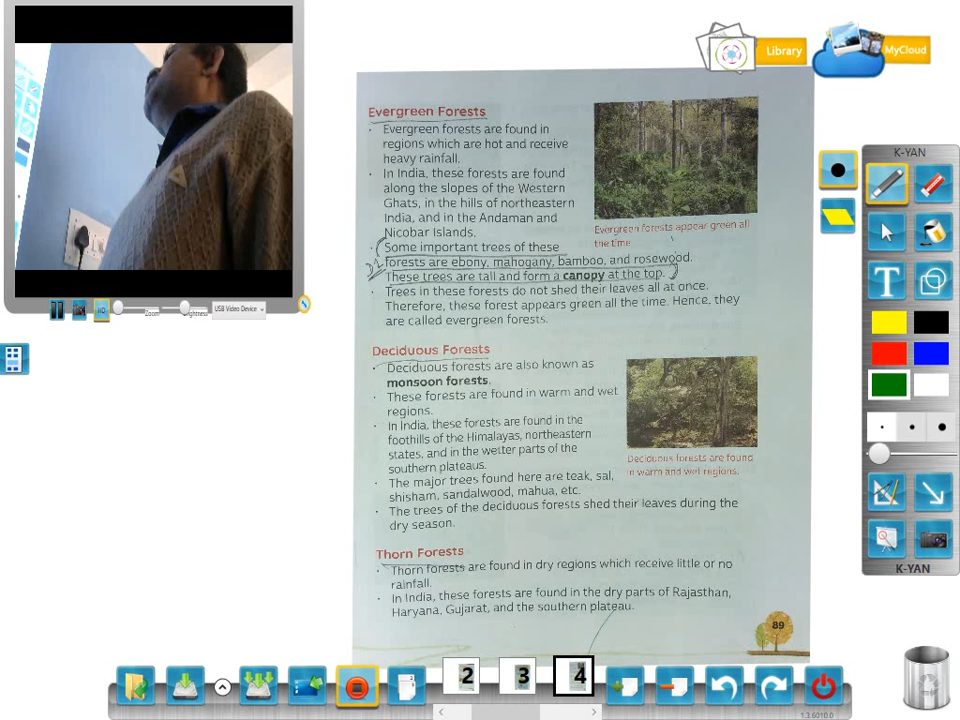 Library
MyCloud
K-YAN
Evergreen Forests
• Evergreen forests are found in
regions which are hot and receive
heavy rainfall.
• In India, these forests are found
along the slopes of the Western
Ghats, in the hills of northeastern
India, and in the Andaman and
Nicobar Islands.
Evergreen forests appear green all
the time
• Some important trees of these
forests are ebony, mahogany, bamboo, and rosewood.
These trees are tall and form a canopy at the top.
• Trees in these forests do not shed their leaves all at once.
Therefore, these forest appears green all the time. Hence, they
are called evergreen forests.
Deciduous Forests
• Deciduous forests are also known as
monsoon forests.
• These forests are found in warm and wet
regions.
• In India, these forests are found in the
foothills of the Himalayas, northeastern
states, and in the wetter parts of the
southern plateaus.
Deciduous forests are found
in warm and wet regions.
• The major trees found here are teak, sal,
shisham, sandalwood, mahua, etc.
• The trees of the deciduous forests shed their leaves during the
dry season.
Thorn Forests
• Thorn forests are found in dry regions which receive little or no
rainfall.
• In India, these forests are found in the dry parts of Rajasthan,
Haryana, Gujarat, and the southern plateau.
89
HQ
Zoom
USB Video Device
T
K-YAN
2
3
4
1.3.6010.0